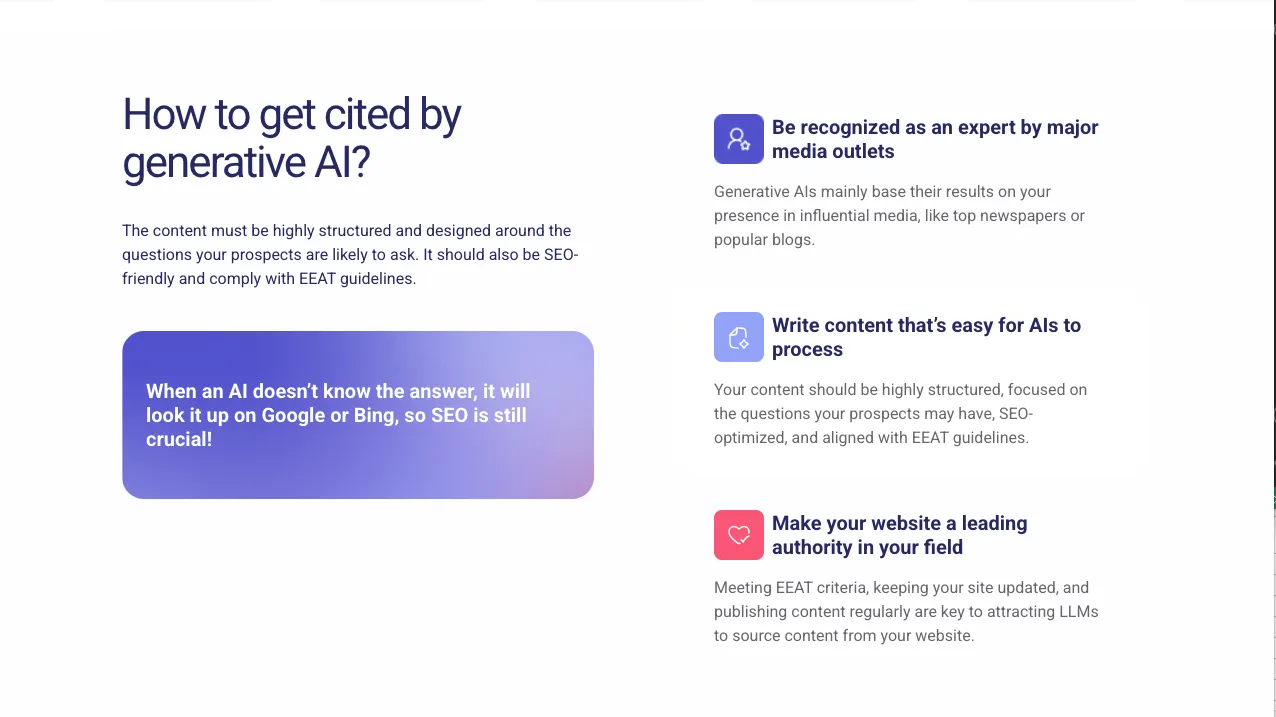 How to get cited by
generative AI?
The content must be highly structured and designed around the
questions your prospects are likely to ask. It should also be SEO-
friendly and comply with EEAT guidelines.
When an AI doesn’t know the answer, it will
look it up on Google or Bing, so SEO is still
crucial!
Be recognized as an expert by major
media outlets
Generative AIs mainly base their results on your
presence in influential media, like top newspapers or
popular blogs.
Write content that’s easy for AIs to
process
Your content should be highly structured, focused on
the questions your prospects may have, SEO-
optimized, and aligned with EEAT guidelines.
Make your website a leading
authority in your field
Meeting EEAT criteria, keeping your site updated, and
publishing content regularly are key to attracting LLMs
to source content from your website.